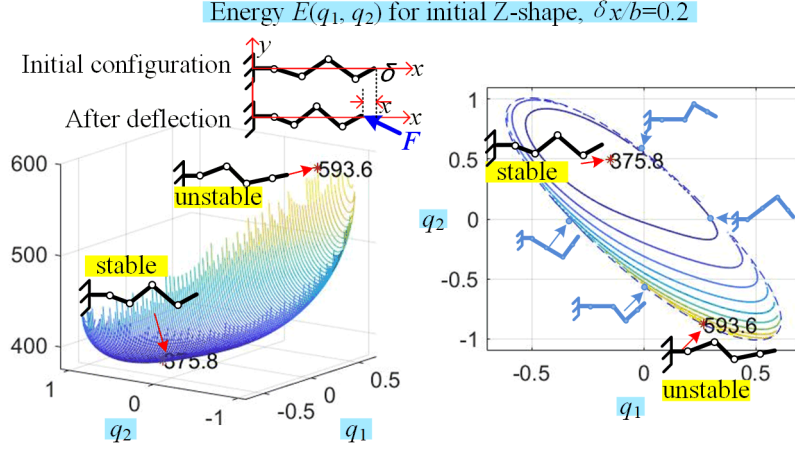 Energy E(q₁, q₂) for initial Z-shape, δx/b=0.2
y
Initial configuration
δ
x
x
After deflection
x
F
600
500
400
593.6
unstable
stable
375.8
1
0
-1
q₂
-0.5
0
0.5
q₁
1
0.5
0
-0.5
-1
q₂
stable
375.8
593.6
unstable
-0.5
0
0.5
q₁